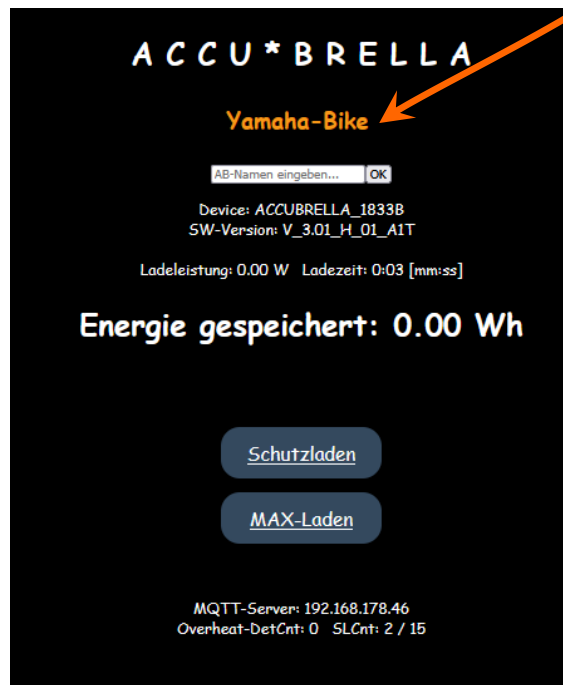 ACCU*BRELLA
Yamaha-Bike
AB-Namen eingeben... OK
Device: ACCUBRELLA_1833B
SW-Version: V_3.01_H_01_A1T
Ladeleistung: 0.00 W Ladezeit: 0:03 [mm:ss]
Energie gespeichert: 0.00 Wh
Schutzladen
MAX-Laden
MQTT-Server: 192.168.178.46
Overheat-DetCnt: 0 SLCnt: 2 / 15